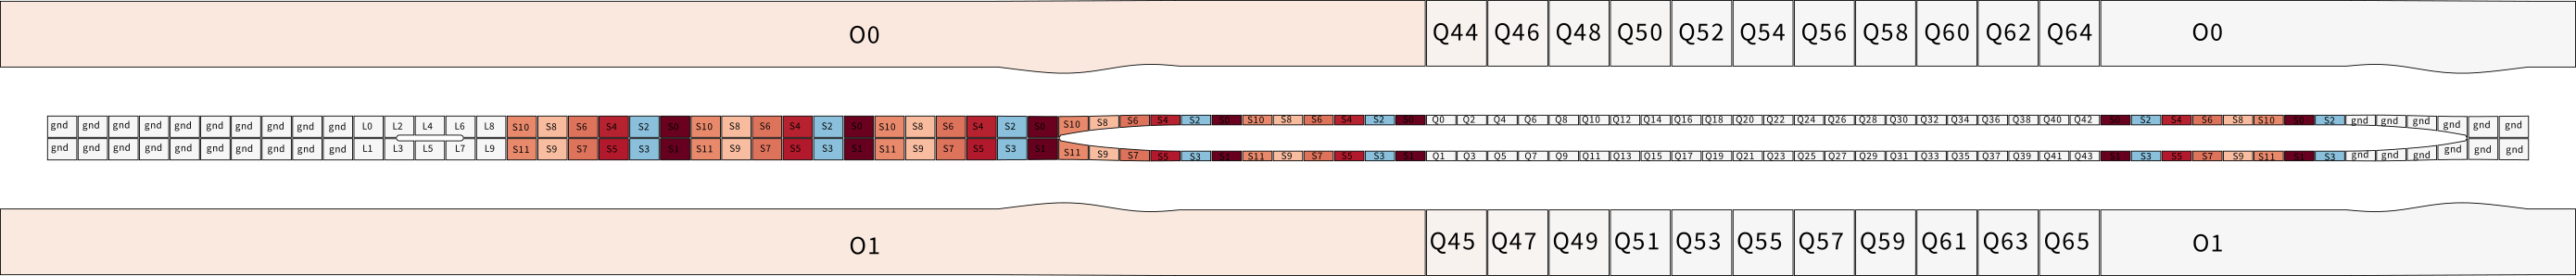 O0 Q44 Q46 Q48 Q50 Q52 Q54 Q56 Q58 Q60 Q62 Q64 O0
gnd gnd gnd gnd gnd gnd gnd gnd gnd gnd L0 L2 L4 L6 L8 S10 S8 S6 S4 S2 S0 S10 S8 S6 S4 S2 S0 S10 S8 S6 S4 S2 S0 S10 S8 S6 S4 S2 S0 S10 S8 S6 S4 S2 S0 Q0 Q2 Q4 Q6 Q8 Q10 Q12 Q14 Q16 Q18 Q20 Q22 Q24 Q26 Q28 Q30 Q32 Q34 Q36 Q38 Q40 Q42 S0 S2 S4 S6 S8 S10 S0 S2 gnd gnd gnd gnd gnd gnd
gnd gnd gnd gnd gnd gnd gnd gnd gnd gnd L1 L3 L5 L7 L9 S11 S9 S7 S5 S3 S1 S11 S9 S7 S5 S3 S1 S11 S9 S7 S5 S3 S1 S11 S9 S7 S5 S3 S1 S11 S9 S7 S5 S3 S1 Q1 Q3 Q5 Q7 Q9 Q11 Q13 Q15 Q17 Q19 Q21 Q23 Q25 Q27 Q29 Q31 Q33 Q35 Q37 Q39 Q41 Q43 S1 S3 S5 S7 S9 S11 S1 S3 gnd gnd gnd gnd gnd gnd
O1 Q45 Q47 Q49 Q51 Q53 Q55 Q57 Q59 Q61 Q63 Q65 O1